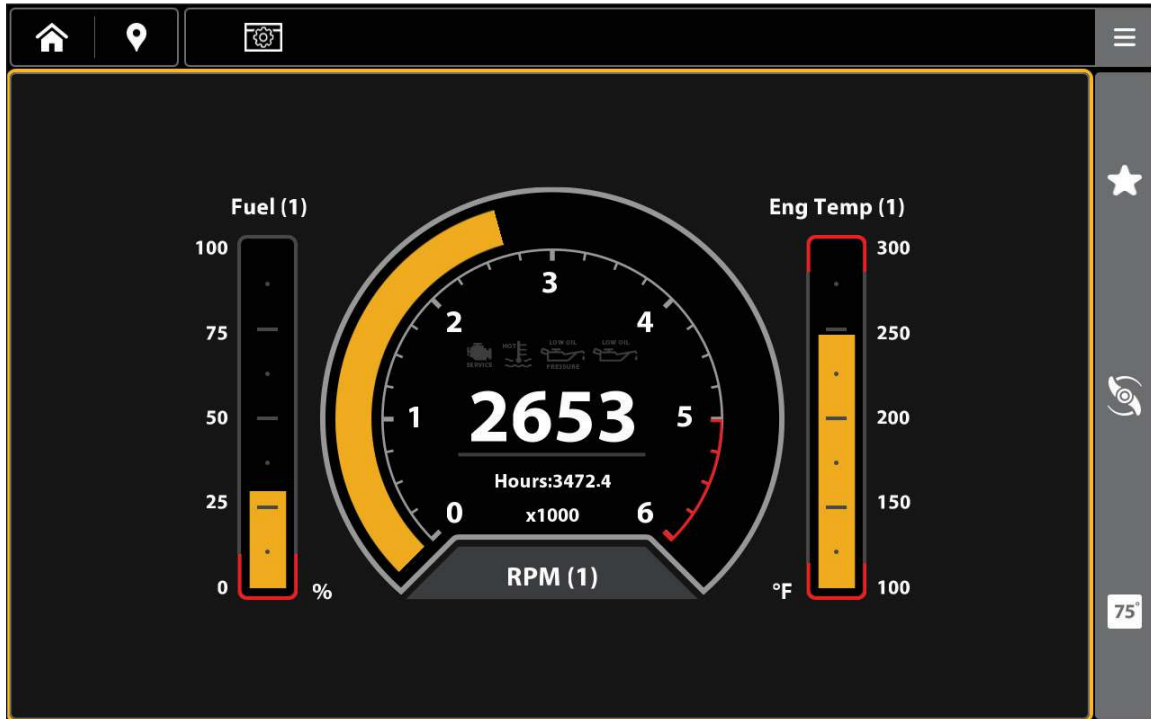 Fuel (1)
100
75
50
25
0
%
3
2
4
SERVICE
HOT
LOW OIL
PRESSURE
LOW OIL
1
2653
5
Hours:3472.4
0
x1000
6
RPM (1)
Eng Temp (1)
300
250
200
150
100
°F
75°